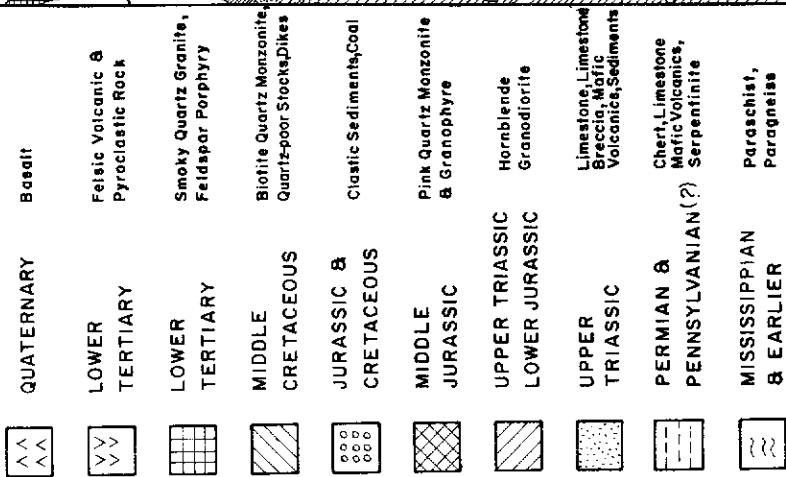 QUATERNARY
Basalt
LOWER
TERTIARY
Felsic Volcanic &
Pyroclastic Rock
LOWER
TERTIARY
Smoky Quartz Granite,
Feldspar Porphyry
MIDDLE
CRETACEOUS
Biotite Quartz Monzonite,
Quartz-poor Stocks, Dikes
JURASSIC &
CRETACEOUS
Clastic Sediments, Coal
MIDDLE
JURASSIC
Pink Quartz Monzonite
& Granophyre
UPPER TRIASSIC
LOWER JURASSIC
Hornblende
Granodiorite
UPPER
TRIASSIC
Limestone, Limestone
Breccia, Mafic
Volcanics, Sediments
PERMIAN &
PENNSYLVANIAN(?)
Chert, Limestone
Mafic Volcanics,
Serpentinite
MISSISSIPPIAN
& EARLIER
Paraschist,
Paragneiss